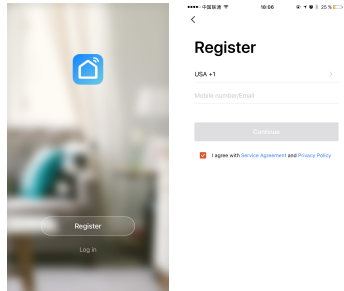 Register
Log in
中国联通
18:06
25 %
Register
USA +1
Mobile number/Email
Continue
I agree with Service Agreement and Privacy Policy